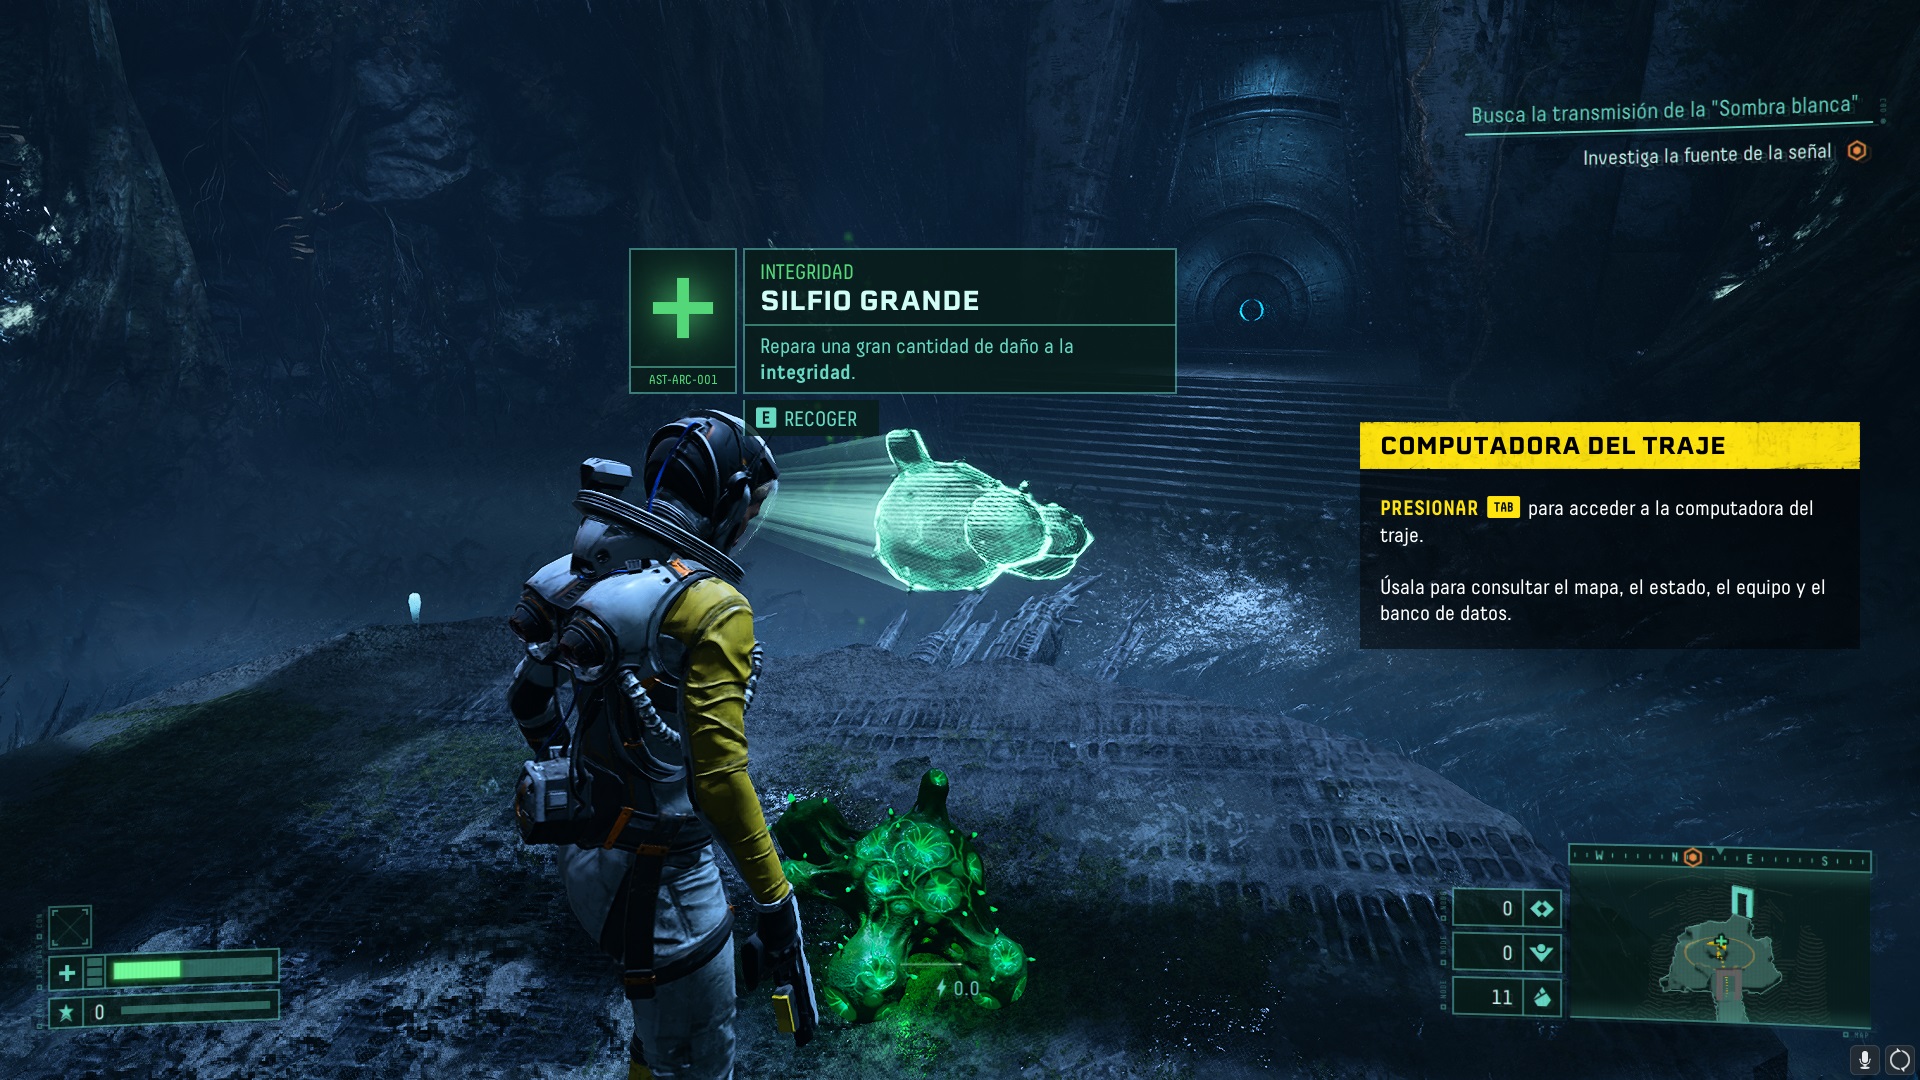 Busca la transmisión de la "Sombra blanca"
Investiga la fuente de la señal
INTEGRIDAD
SILFIO GRANDE
Repara una gran cantidad de daño a la
integridad.
AST-ARC-001
E RECOGER
COMPUTADORA DEL TRAJE
PRESIONAR TAB para acceder a la computadora del
traje.
Úsala para consultar el mapa, el estado, el equipo y el
banco de datos.
W N E S
0
0
11
0.0
0